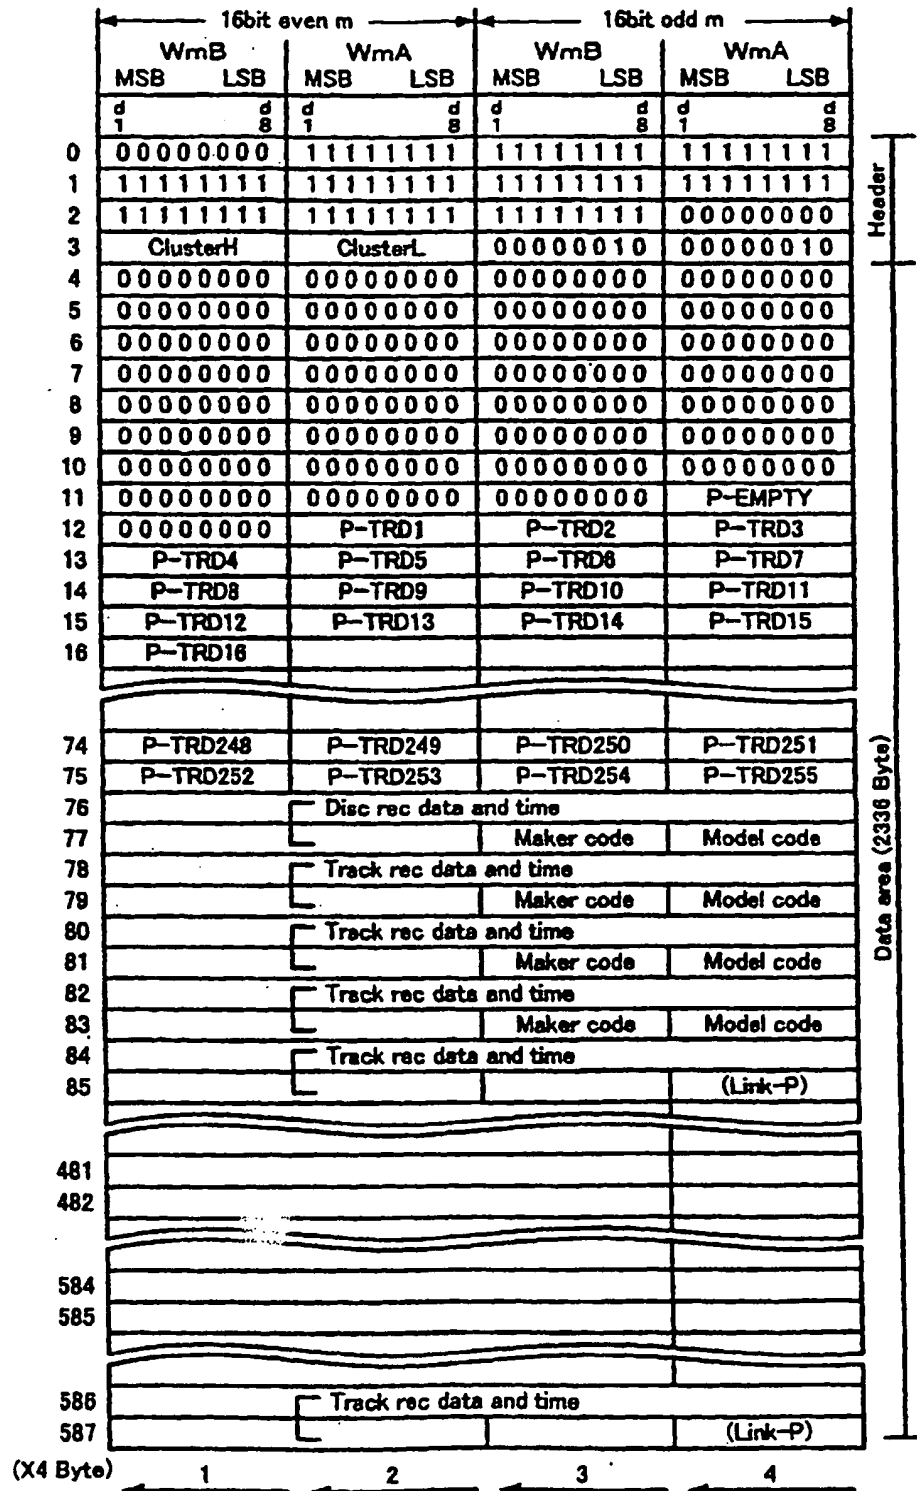 16bit even m 16bit odd m
WmB WmA WmB WmA
MSB LSB MSB LSB MSB LSB MSB LSB
d d d d d d d d
1 8 1 8 1 8 1 8
0 00000000 11111111 11111111 11111111
1 11111111 11111111 11111111 11111111
2 11111111 11111111 11111111 00000000
3 ClusterH ClusterL 00000010 00000010
Header
4 00000000 00000000 00000000 00000000
5 00000000 00000000 00000000 00000000
6 00000000 00000000 00000000 00000000
7 00000000 00000000 00000000 00000000
8 00000000 00000000 00000000 00000000
9 00000000 00000000 00000000 00000000
10 00000000 00000000 00000000 00000000
11 00000000 00000000 00000000 P-EMPTY
12 00000000 P-TRD1 P-TRD2 P-TRD3
13 P-TRD4 P-TRD5 P-TRD6 P-TRD7
14 P-TRD8 P-TRD9 P-TRD10 P-TRD11
15 P-TRD12 P-TRD13 P-TRD14 P-TRD15
16 P-TRD16
74 P-TRD248 P-TRD249 P-TRD250 P-TRD251
75 P-TRD252 P-TRD253 P-TRD254 P-TRD255
76 Disc rec data and time
77 Maker code Model code
78 Track rec data and time
79 Maker code Model code
80 Track rec data and time
81 Maker code Model code
82 Track rec data and time
83 Maker code Model code
84 Track rec data and time
85 (Link-P)
481
482
584
585
586 Track rec data and time
587 (Link-P)
Data area (2336 Byte)
(X4 Byte) 1 2 3 4